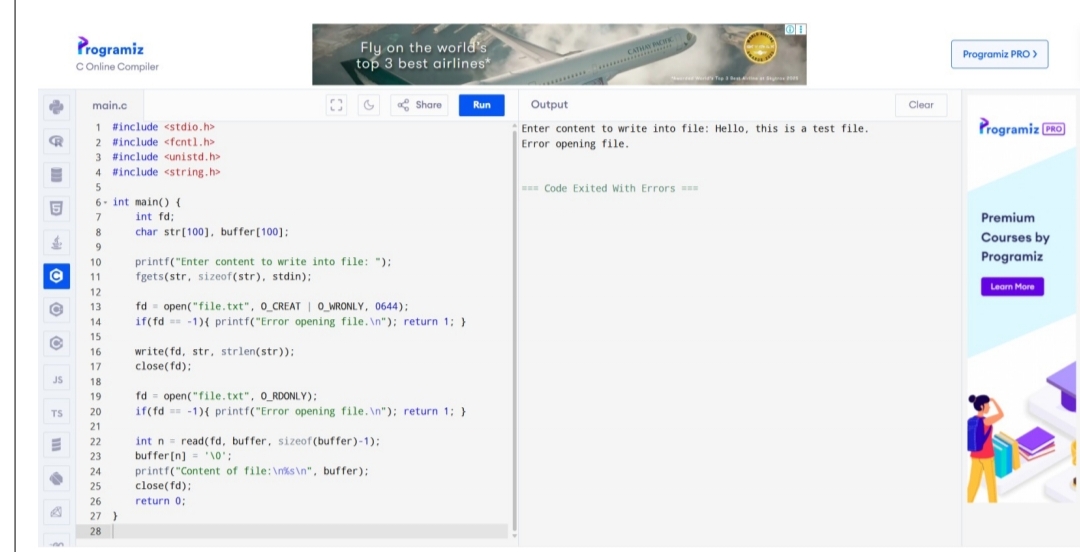 Programiz
C Online Compiler
Fly on the world's
top 3 best airlines*
CATHAY PACIFIC
Programiz PRO >
main.c
Share
Run
Output
Clear
1 #include <stdio.h>
2 #include <fcntl.h>
3 #include <unistd.h>
4 #include <string.h>
5
6 int main() {
7 int fd;
8 char str[100], buffer[100];
9
10 printf("Enter content to write into file: ");
11 fgets(str, sizeof(str), stdin);
12
13 fd = open("file.txt", O_CREAT | O_WRONLY, 0644);
14 if(fd == -1){ printf("Error opening file.\n"); return 1; }
15
16 write(fd, str, strlen(str));
17 close(fd);
18
19 fd = open("file.txt", O_RDONLY);
20 if(fd == -1){ printf("Error opening file.\n"); return 1; }
21
22 int n = read(fd, buffer, sizeof(buffer)-1);
23 buffer[n] = '\0';
24 printf("Content of file:\n%s\n", buffer);
25 close(fd);
26 return 0;
27 }
28
Enter content to write into file: Hello, this is a test file.
Error opening file.
=== Code Exited With Errors ===
JS
TS
Programiz PRO
Premium
Courses by
Programiz
Learn More